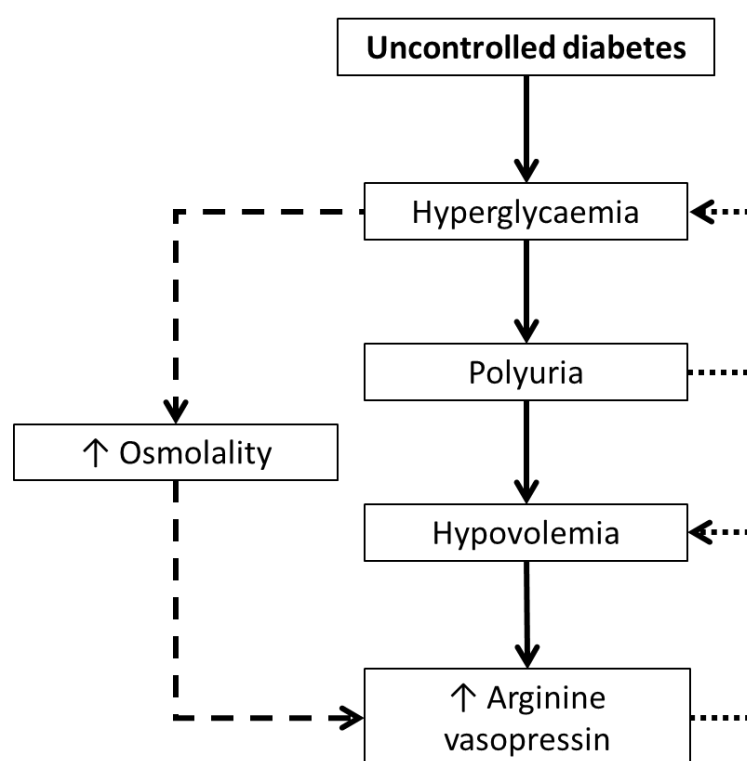 Uncontrolled diabetes
Hyperglycaemia
Polyuria
↑ Osmolality
Hypovolemia
↑ Arginine
vasopressin